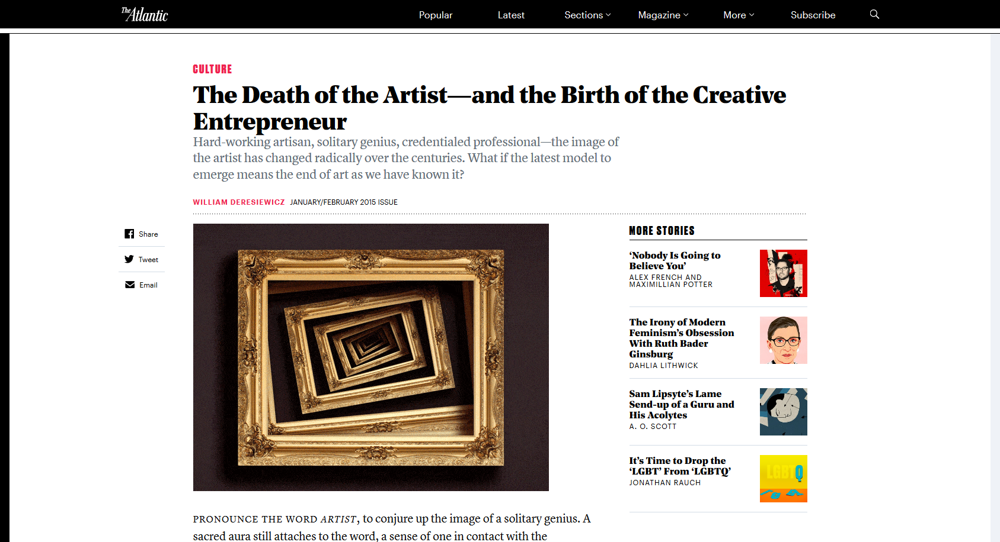 The Atlantic
Popular
Latest
Sections
Magazine
More
Subscribe
CULTURE
The Death of the Artist—and the Birth of the Creative
Entrepreneur
Hard-working artisan, solitary genius, credentialed professional—the image of
the artist has changed radically over the centuries. What if the latest model to
emerge means the end of art as we have known it?
WILLIAM DERESIEWICZ JANUARY/FEBRUARY 2015 ISSUE
Share
Tweet
Email
MORE STORIES
‘Nobody Is Going to
Believe You’
ALEX FRENCH AND
MAXIMILLIAN POTTER
The Irony of Modern
Feminism’s Obsession
With Ruth Bader
Ginsburg
DAHLIA LITHWICK
Sam Lipsyte’s Lame
Send-up of a Guru and
His Acolytes
A. O. SCOTT
It’s Time to Drop the
‘LGBT’ From ‘LGBTQ’
JONATHAN RAUCH
LGBTQ
PRONOUNCE THE WORD ARTIST, to conjure up the image of a solitary genius. A
sacred aura still attaches to the word, a sense of one in contact with the